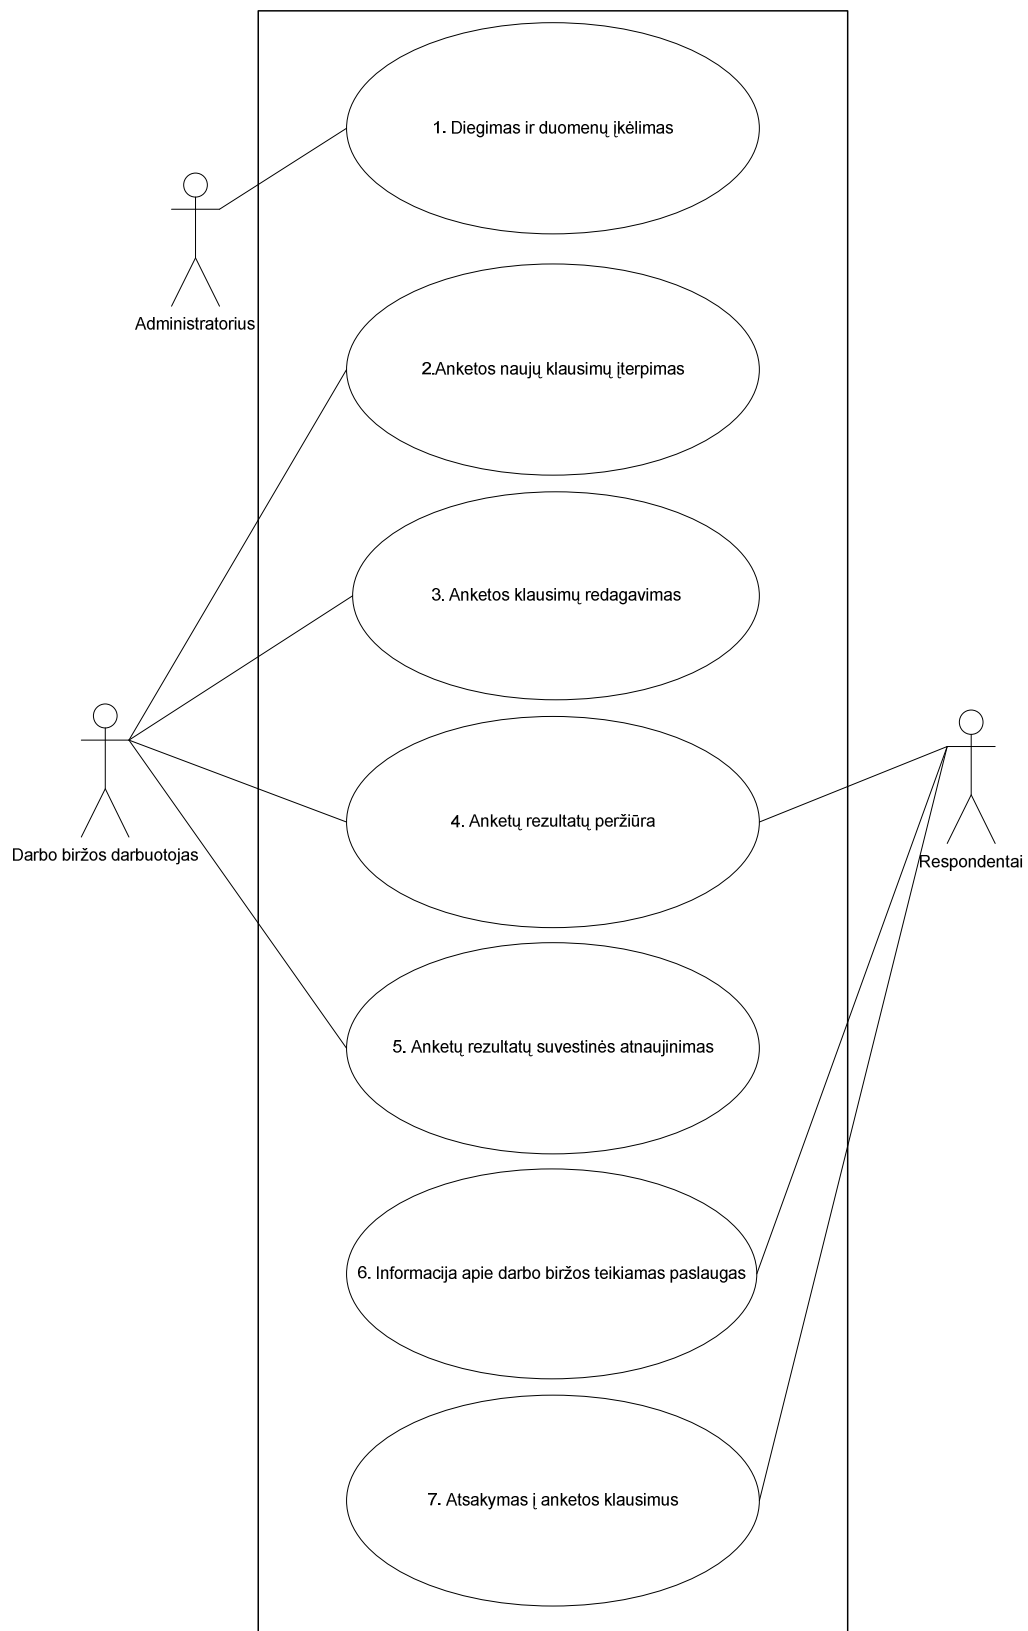 1. Diegimas ir duomenų įkėlimas
Administratorius
2.Anketos naujų klausimų įterpimas
3. Anketos klausimų redagavimas
4. Anketų rezultatų peržiūra
Darbo biržos darbuotojas
Respondentai
5. Anketų rezultatų suvestinės atnaujinimas
6. Informacija apie darbo biržos teikiamas paslaugas
7. Atsakymas į anketos klausimus